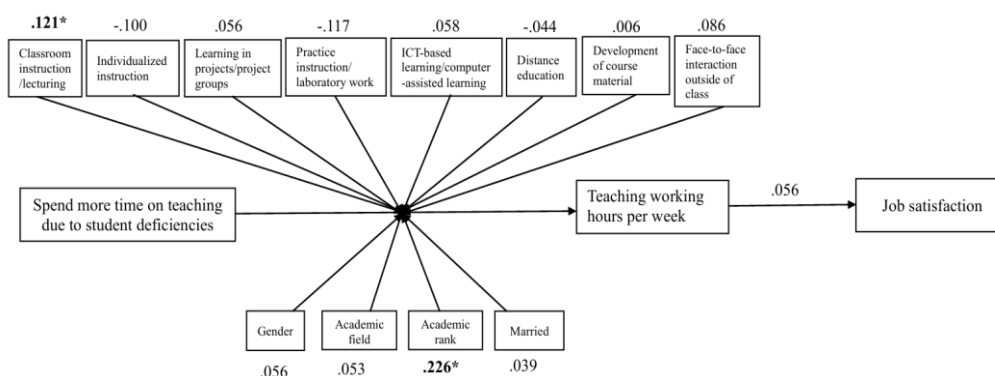 .121*
-.100
.056
-.117
.058
-.044
.006
.086
Classroom
instruction
/lecturing
Individualized
instruction
Learning in
projects/project
groups
Practice
instruction/
laboratory work
ICT-based
learning/computer
-assisted learning
Distance
education
Development
of course
material
Face-to-face
interaction
outside of
class
Spend more time on teaching
due to student deficiencies
Teaching working
hours per week
.056
Job satisfaction
Gender
Academic
field
Academic
rank
Married
.056
.053
.226*
.039